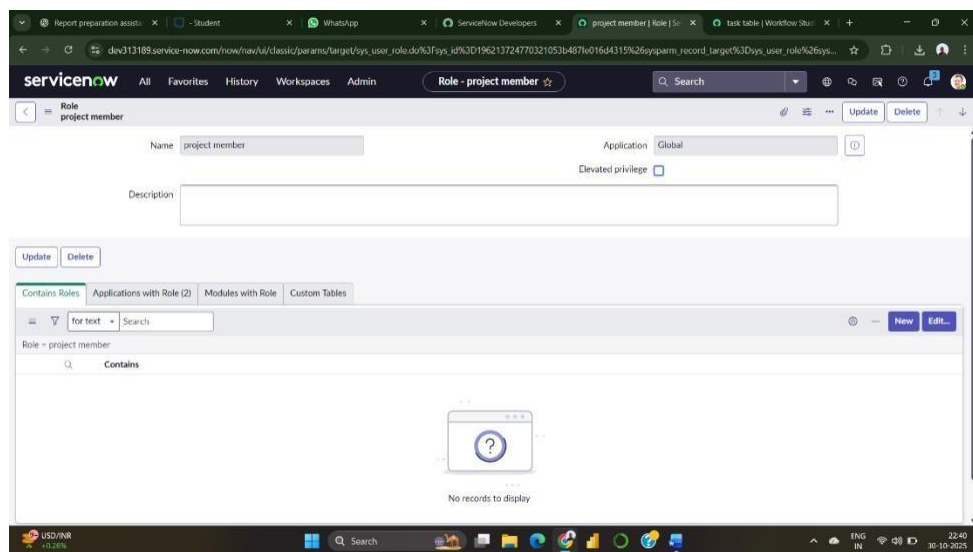 Report preparation assista - Student WhatsApp ServiceNow Developers project member | Role | Se task table | Workflow Stud
dev313189.service-now.com/now/nav/ui/classic/params/target/sys_user_role.do%3Fsys_id%3D196213724770321053b487fe016d4315%26sysparm_record_target%3Dsys_user_role%26sys...
servicenow All Favorites History Workspaces Admin Role - project member Search 3
Role
project member
Update Delete
Name project member
Application Global
Elevated privilege
Description
Update Delete
Contains Roles Applications with Role (2) Modules with Role Custom Tables
for text Search New Edit...
Role = project member
Contains
No records to display
USD/INR
+0.26%
Search
ENG
IN
22:40
30-10-2025